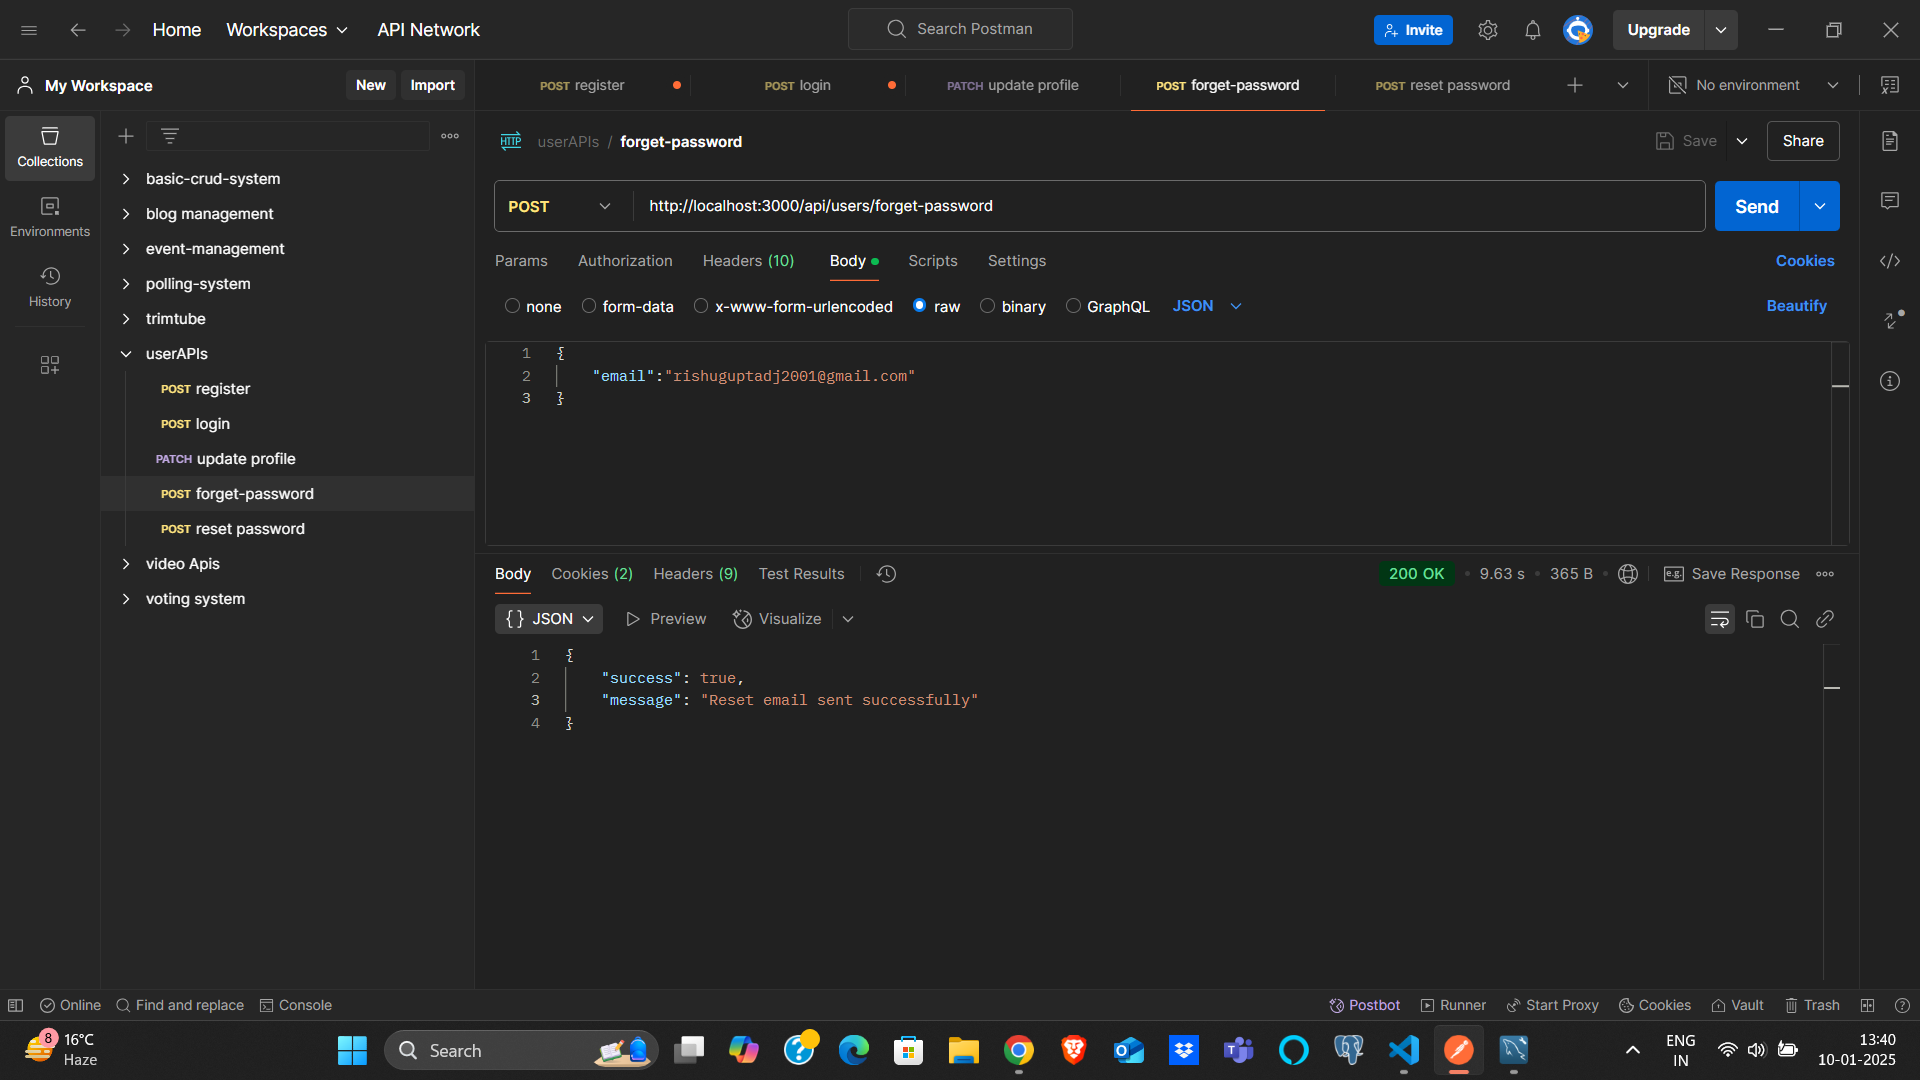 Home Workspaces API Network Search Postman Invite Upgrade
My Workspace New Import POST register POST login PATCH update profile POST forget-password POST reset password No environment
Collections
Environments
History
basic-crud-system
blog management
event-management
polling-system
trimtube
userAPIs
POST register
POST login
PATCH update profile
POST forget-password
POST reset password
video Apis
voting system
HTTP userAPIs / forget-password Save Share
POST http://localhost:3000/api/users/forget-password Send
Params Authorization Headers (10) Body Scripts Settings Cookies
none form-data x-www-form-urlencoded raw binary GraphQL JSON Beautify
1 {
2 "email":"rishuguptadj2001@gmail.com"
3 }
Body Cookies (2) Headers (9) Test Results 200 OK • 9.63 s • 365 B • e.g. Save Response
{} JSON Preview Visualize
1 {
2 "success": true,
3 "message": "Reset email sent successfully"
4 }
Online Find and replace Console Postbot Runner Start Proxy Cookies Vault Trash
8 16°C
Haze
Search
ENG
IN
13:40
10-01-2025